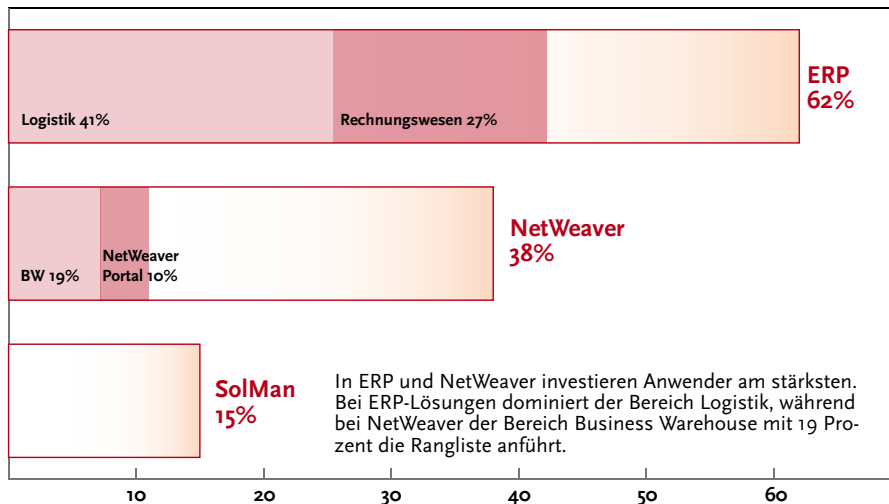 ERP
62%
Logistik 41%
Rechnungswesen 27%
NetWeaver
38%
NetWeaver
Portal 10%
BW 19%
SolMan
15%
In ERP und NetWeaver investieren Anwender am stärksten.
Bei ERP-Lösungen dominiert der Bereich Logistik, während
bei NetWeaver der Bereich Business Warehouse mit 19 Pro-
zent die Rangliste anführt.
10 20 30 40 50 60